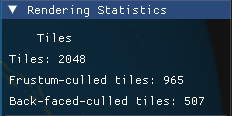 ▼ Rendering Statistics
Tiles
Tiles: 2048
Frustum-culled tiles: 965
Back-faced-culled tiles: 507